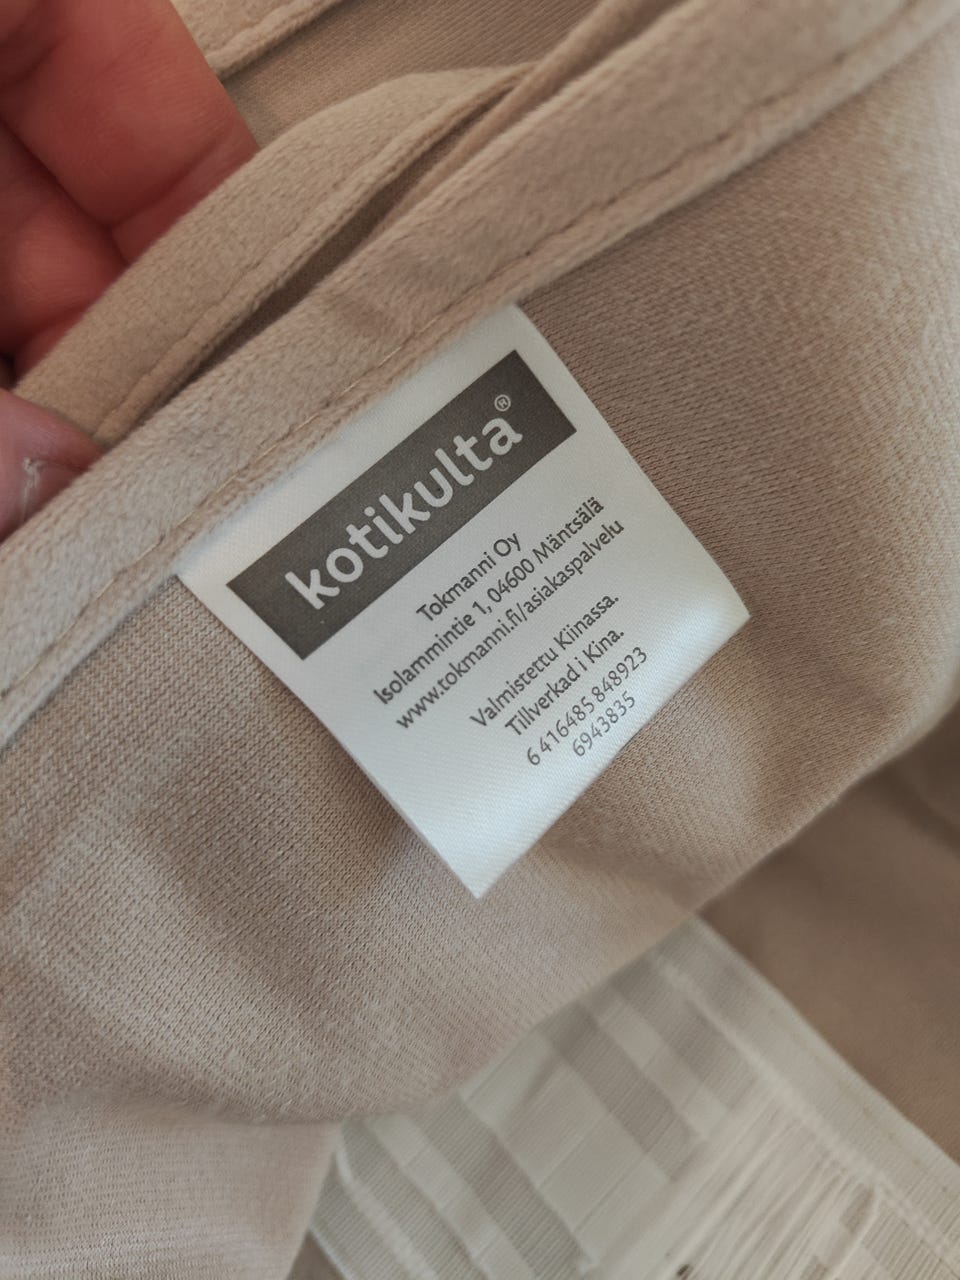 kotikulta®
Tokmanni Oy
Isolammintie 1, 04600 Mäntsälä
www.tokmanni.fi/asiakaspalvelu
Valmistettu Kiinassa.
Tillverkad i Kina.
6 416485 848923
6943835